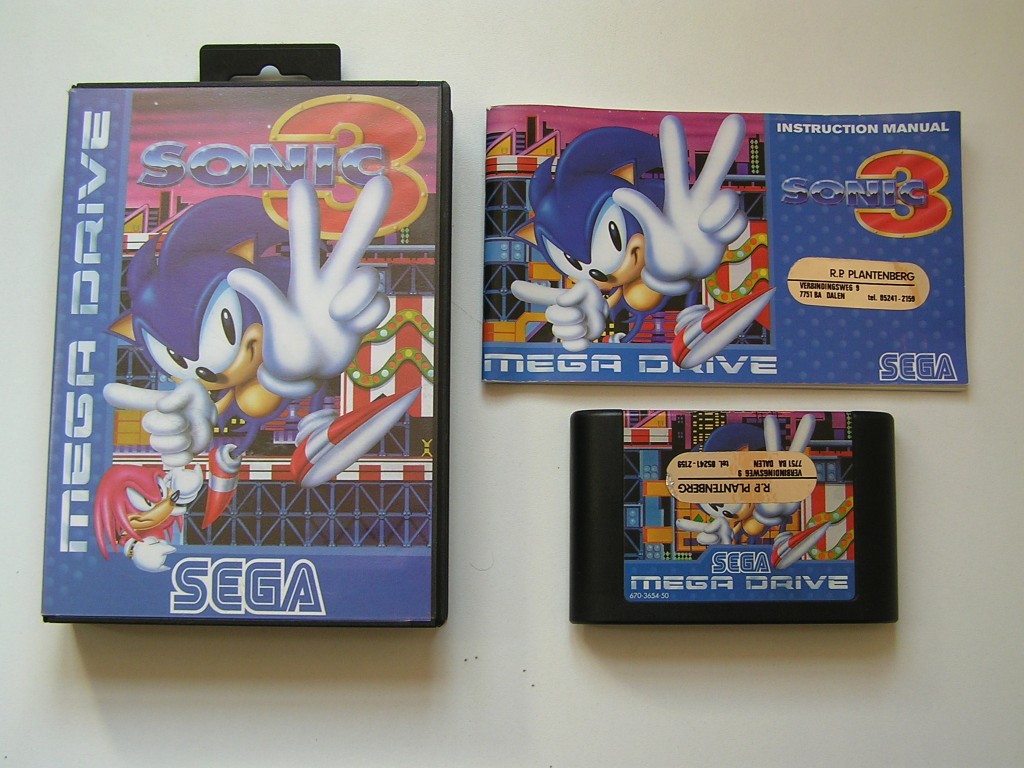 MEGA DRIVE
SONIC
3
SEGA
INSTRUCTION MANUAL
SONIC
3
R.P. PLANTENBERG
VERBINDINGSWEG 9
7751 BA DALEN tel. 05241-2159
MEGA DRIVE
SEGA
R.P. PLANTENBERG
VERBINDINGSWEG 9
7751 BA DALEN tel. 05241-2159
SEGA
MEGA DRIVE
670-3654-50